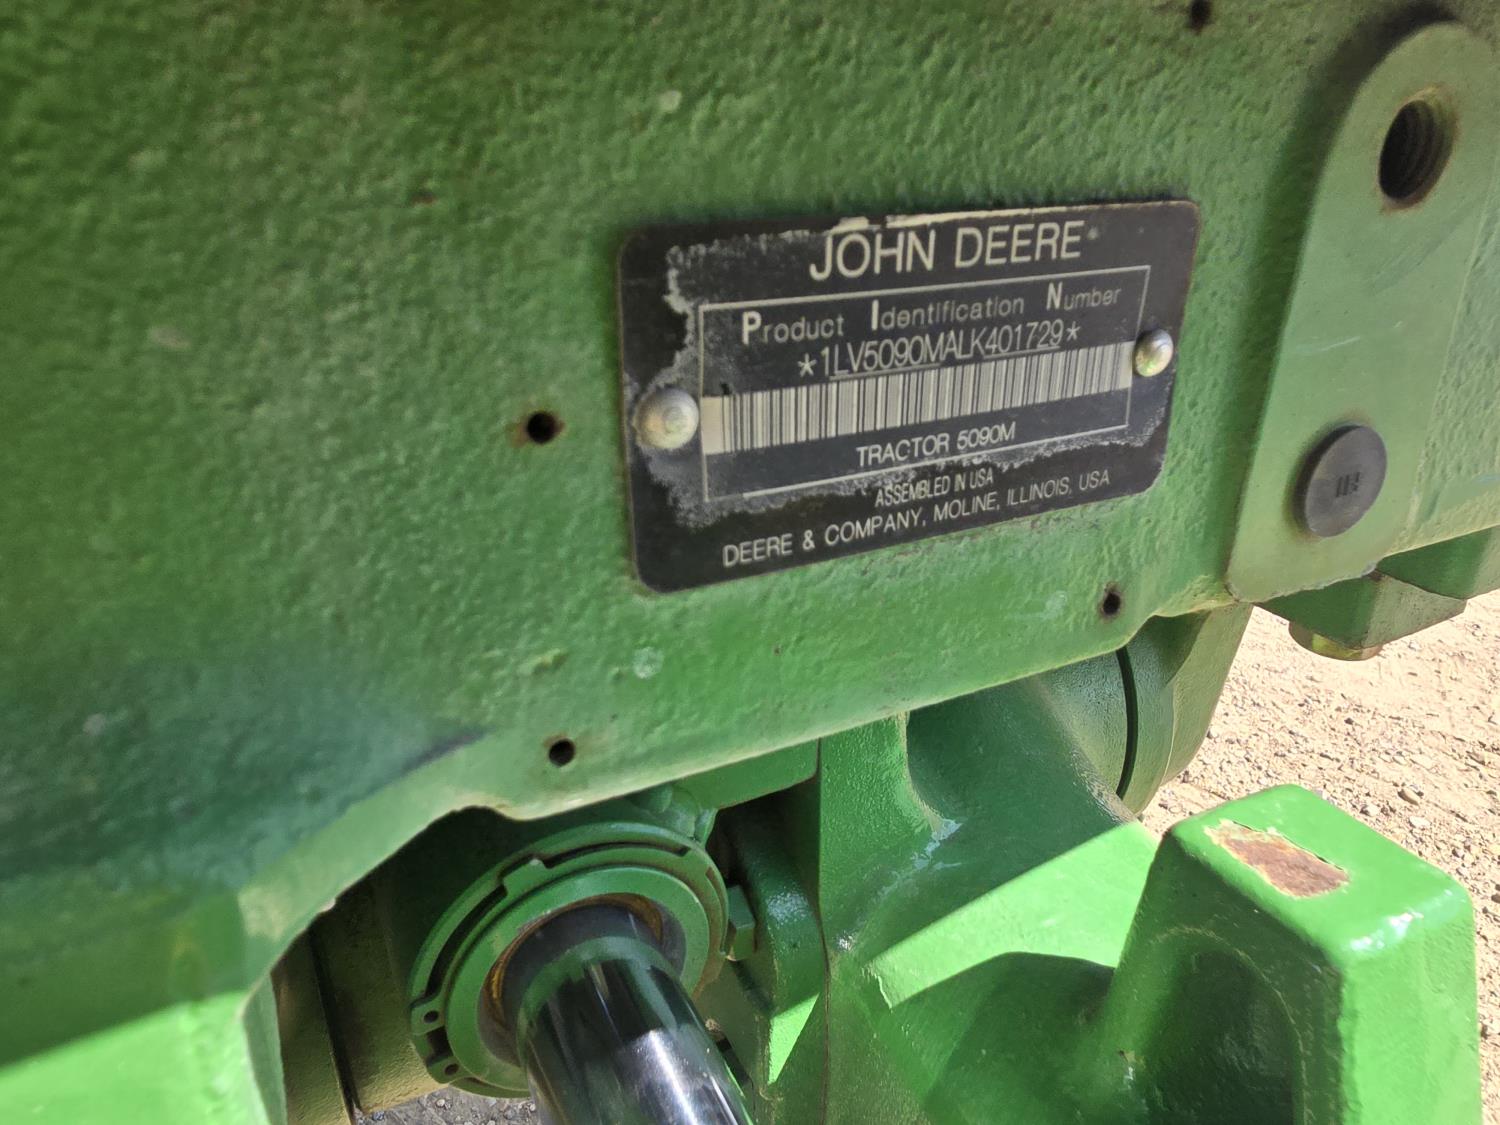 JOHN DEERE
Product Identification Number
*1LV5090MALK401729*
TRACTOR 5090M
ASSEMBLED IN USA
DEERE & COMPANY, MOLINE, ILLINOIS, USA